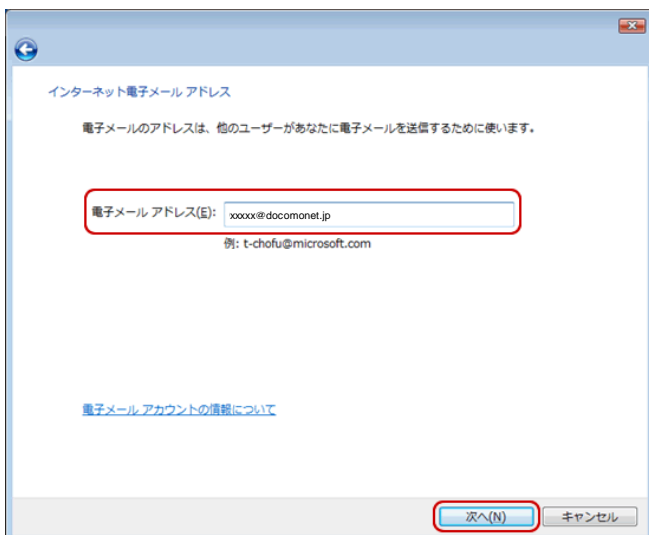 インターネット電子メール アドレス
電子メールのアドレスは、他のユーザーがあなたに電子メールを送信するために使います。
電子メール アドレス(E): xxxxx@docomonet.jp
例: t-chofu@microsoft.com
電子メール アカウントの情報について
次へ(N) キャンセル